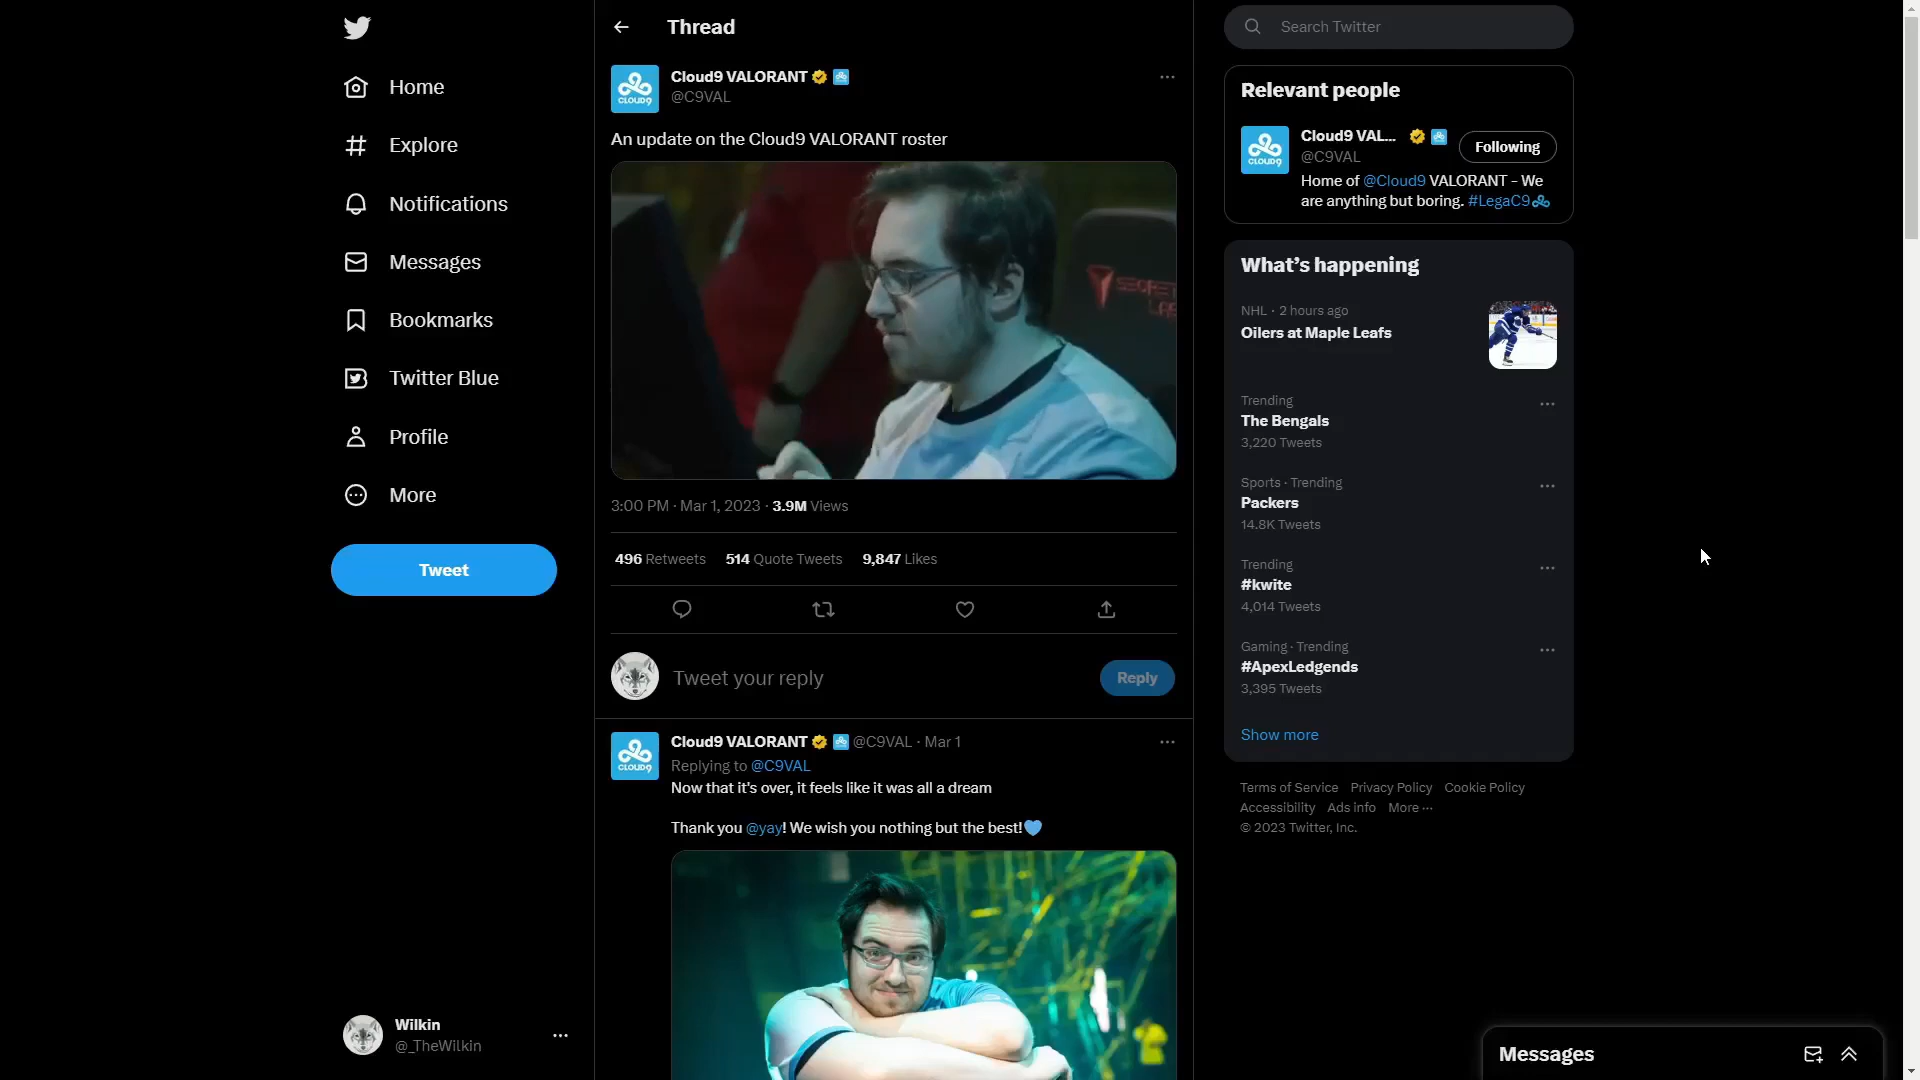 Home
Explore
Notifications
Messages
Bookmarks
Twitter Blue
Profile
More
Tweet
Wilkin
@_TheWilkin
Thread
CLOUD9
Cloud9 VALORANT
@C9VAL
An update on the Cloud9 VALORANT roster
SECRET
LAB
3:00 PM · Mar 1, 2023 · 3.9M Views
496 Retweets 514 Quote Tweets 9,847 Likes
Tweet your reply
Reply
CLOUD9
Cloud9 VALORANT @C9VAL · Mar 1
Replying to @C9VAL
Now that it's over, it feels like it was all a dream
Thank you @yay! We wish you nothing but the best!
Search Twitter
Relevant people
CLOUD9
Cloud9 VAL...
@C9VAL
Following
Home of @Cloud9 VALORANT - We
are anything but boring. #LegaC9
What's happening
NHL · 2 hours ago
Oilers at Maple Leafs
Trending
The Bengals
3,220 Tweets
Sports · Trending
Packers
14.8K Tweets
Trending
#kwite
4,014 Tweets
Gaming · Trending
#ApexLedgends
3,395 Tweets
Show more
Terms of Service Privacy Policy Cookie Policy
Accessibility Ads info More ···
© 2023 Twitter, Inc.
Messages